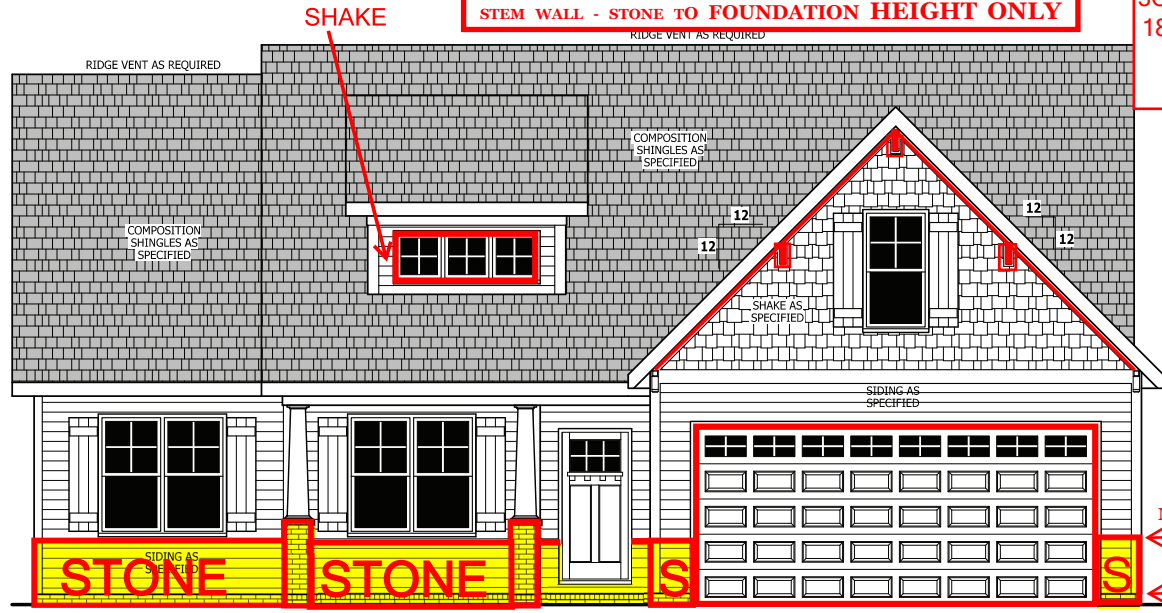 SHAKE
STEM WALL - STONE TO FOUNDATION HEIGHT ONLY
18
RIDGE VENT AS REQUIRED
RIDGE VENT AS REQUIRED
COMPOSITION
SHINGLES AS
SPECIFIED
COMPOSITION
SHINGLES AS
SPECIFIED
12
12
12
12
SHAKE AS
SPECIFIED
SIDING AS
SPECIFIED
SIDING AS
STONE
STONE
S
S